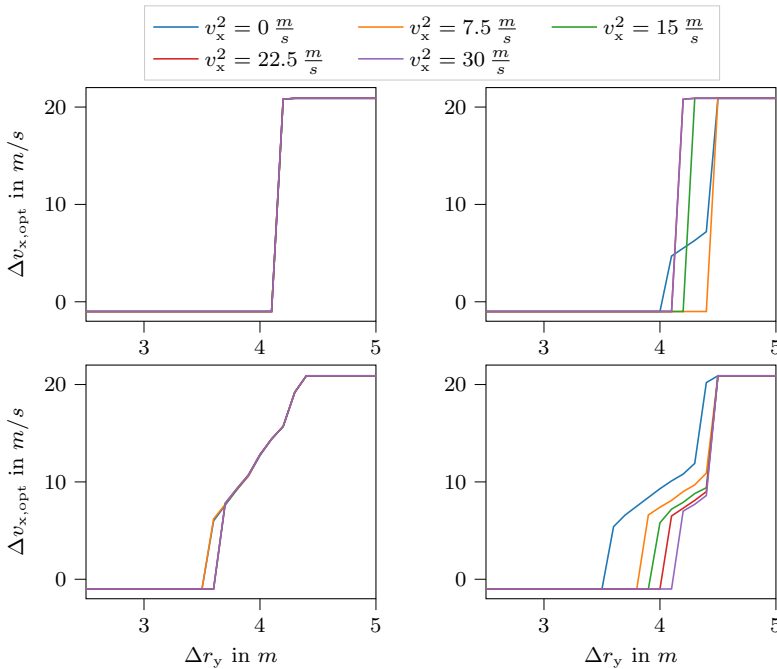 v_x^2 = 0 m/s   v_x^2 = 7.5 m/s   v_x^2 = 15 m/s
v_x^2 = 22.5 m/s   v_x^2 = 30 m/s
20
10
0
Δv_x,opt in m/s
3 4 5
20
10
0
3 4 5
20
10
0
Δv_x,opt in m/s
3 4 5
Δr_y in m
20
10
0
3 4 5
Δr_y in m